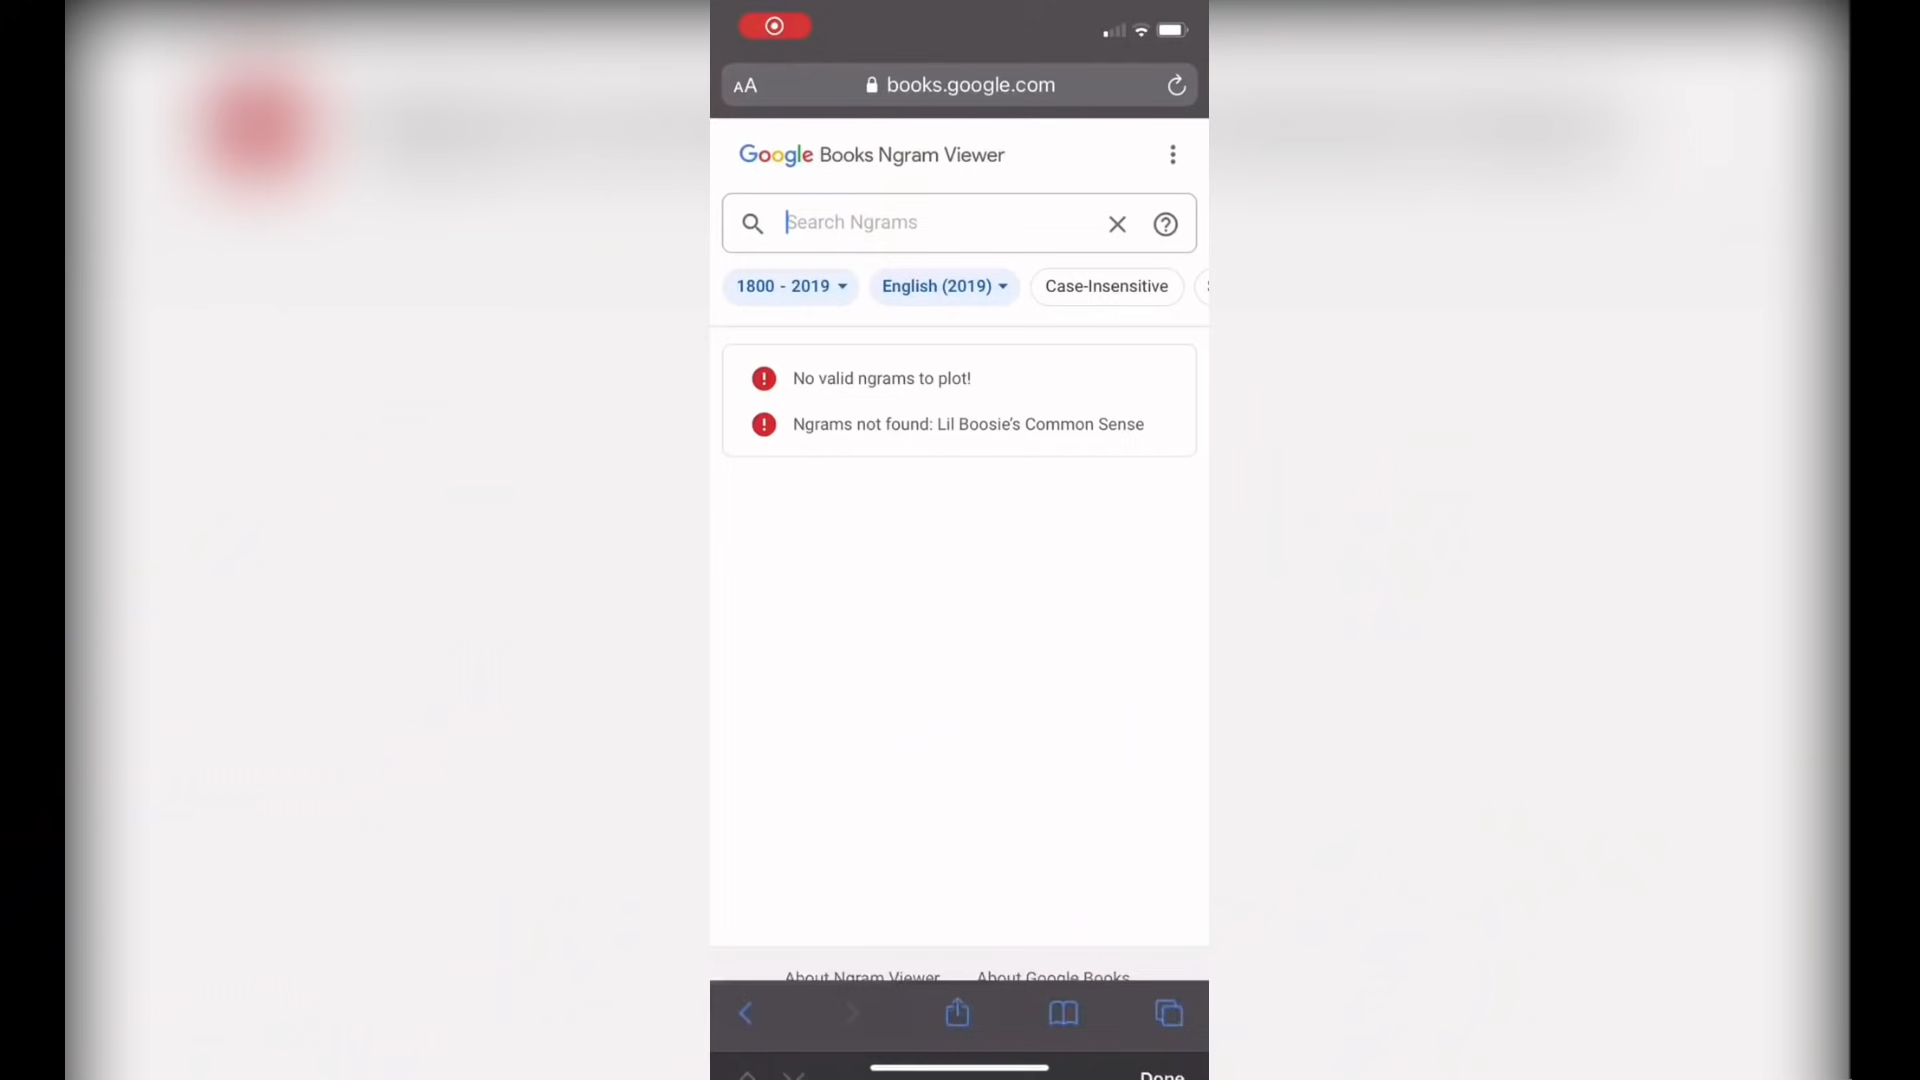 AA books.google.com
Google Books Ngram Viewer
Search Ngrams
1800 - 2019 English (2019) Case-Insensitive
No valid ngrams to plot!
Ngrams not found: Lil Boosie's Common Sense
About Ngram Viewer About Google Books
Done